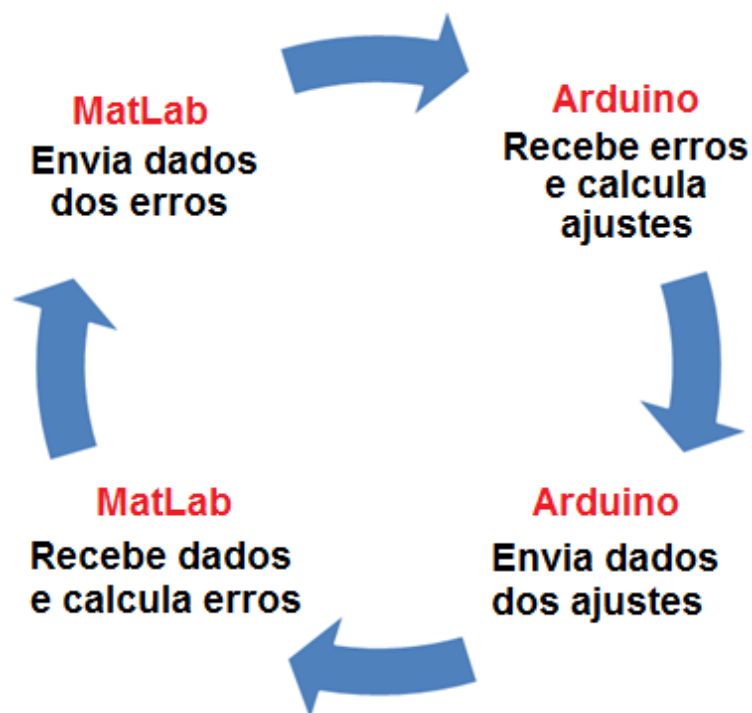 MatLab
Envia dados
dos erros
Arduino
Recebe erros
e calcula
ajustes
MatLab
Recebe dados
e calcula erros
Arduino
Envia dados
dos ajustes